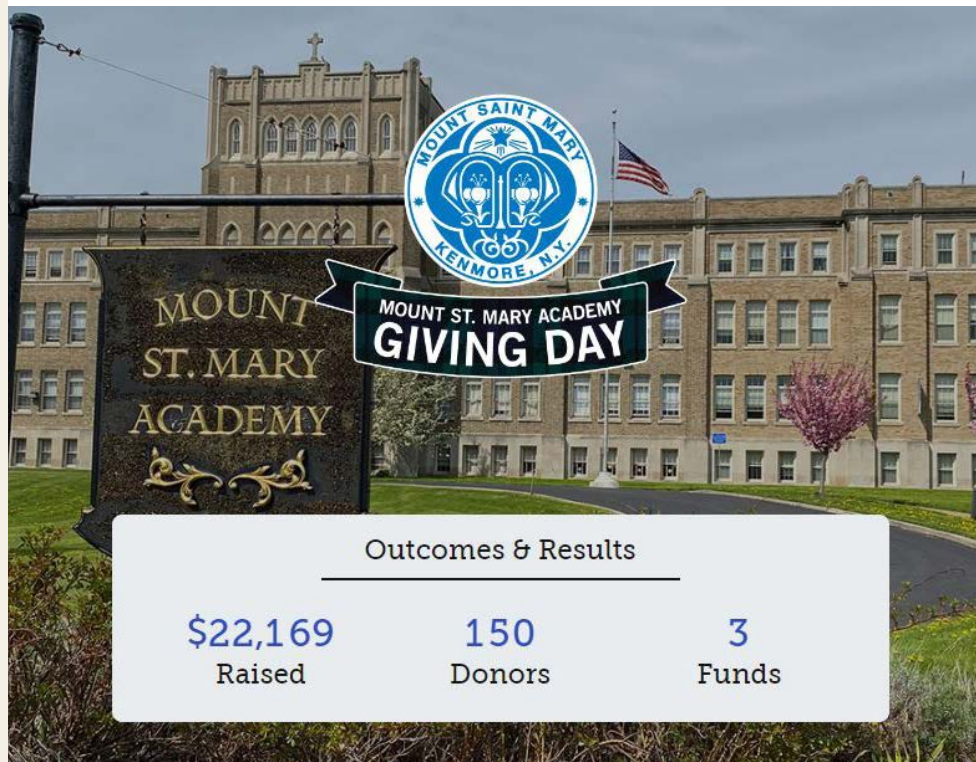 MOUNT SAINT MARY
KENMORE, N.Y.
MOUNT ST. MARY ACADEMY
GIVING DAY
MOUNT
ST. MARY
ACADEMY
Outcomes & Results
$22,169
Raised
150
Donors
3
Funds